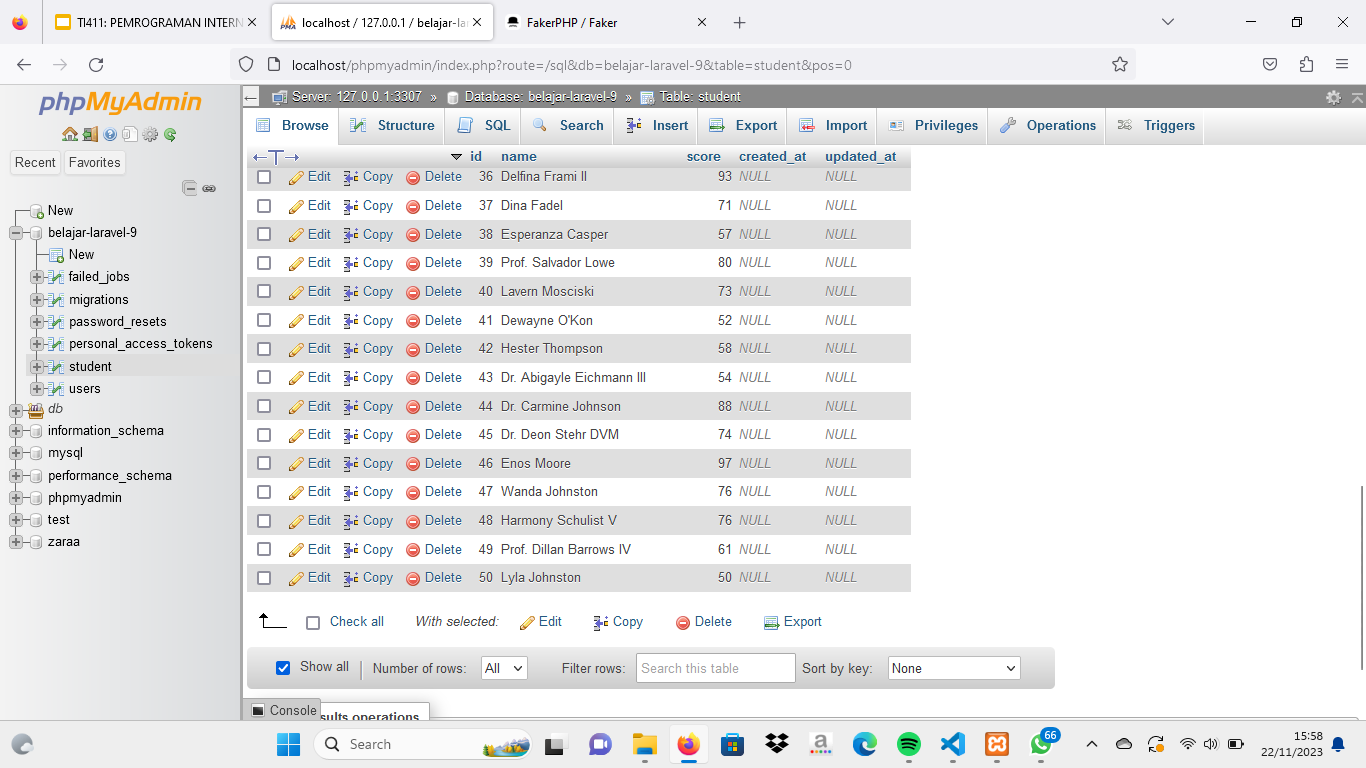 TI411: PEMROGRAMAN INTERN
localhost / 127.0.0.1 / belajar-la
FakerPHP / Faker
localhost/phpmyadmin/index.php?route=/sql&db=belajar-laravel-9&table=student&pos=0
phpMyAdmin
Recent Favorites
New
belajar-laravel-9
New
failed_jobs
migrations
password_resets
personal_access_tokens
student
users
db
information_schema
mysql
performance_schema
phpmyadmin
test
zaraa
Server: 127.0.0.1:3307 » Database: belajar-laravel-9 » Table: student
Browse Structure SQL Search Insert Export Import Privileges Operations Triggers
id name score created_at updated_at
Edit Copy Delete 36 Delfina Frami II 93 NULL NULL
Edit Copy Delete 37 Dina Fadel 71 NULL NULL
Edit Copy Delete 38 Esperanza Casper 57 NULL NULL
Edit Copy Delete 39 Prof. Salvador Lowe 80 NULL NULL
Edit Copy Delete 40 Lavern Mosciski 73 NULL NULL
Edit Copy Delete 41 Dewayne O'Kon 52 NULL NULL
Edit Copy Delete 42 Hester Thompson 58 NULL NULL
Edit Copy Delete 43 Dr. Abigayle Eichmann III 54 NULL NULL
Edit Copy Delete 44 Dr. Carmine Johnson 88 NULL NULL
Edit Copy Delete 45 Dr. Deon Stehr DVM 74 NULL NULL
Edit Copy Delete 46 Enos Moore 97 NULL NULL
Edit Copy Delete 47 Wanda Johnston 76 NULL NULL
Edit Copy Delete 48 Harmony Schulist V 76 NULL NULL
Edit Copy Delete 49 Prof. Dillan Barrows IV 61 NULL NULL
Edit Copy Delete 50 Lyla Johnston 50 NULL NULL
Check all With selected: Edit Copy Delete Export
Show all Number of rows: All Filter rows: Search this table Sort by key: None
Console
sults operations
Search
66
15:58
22/11/2023